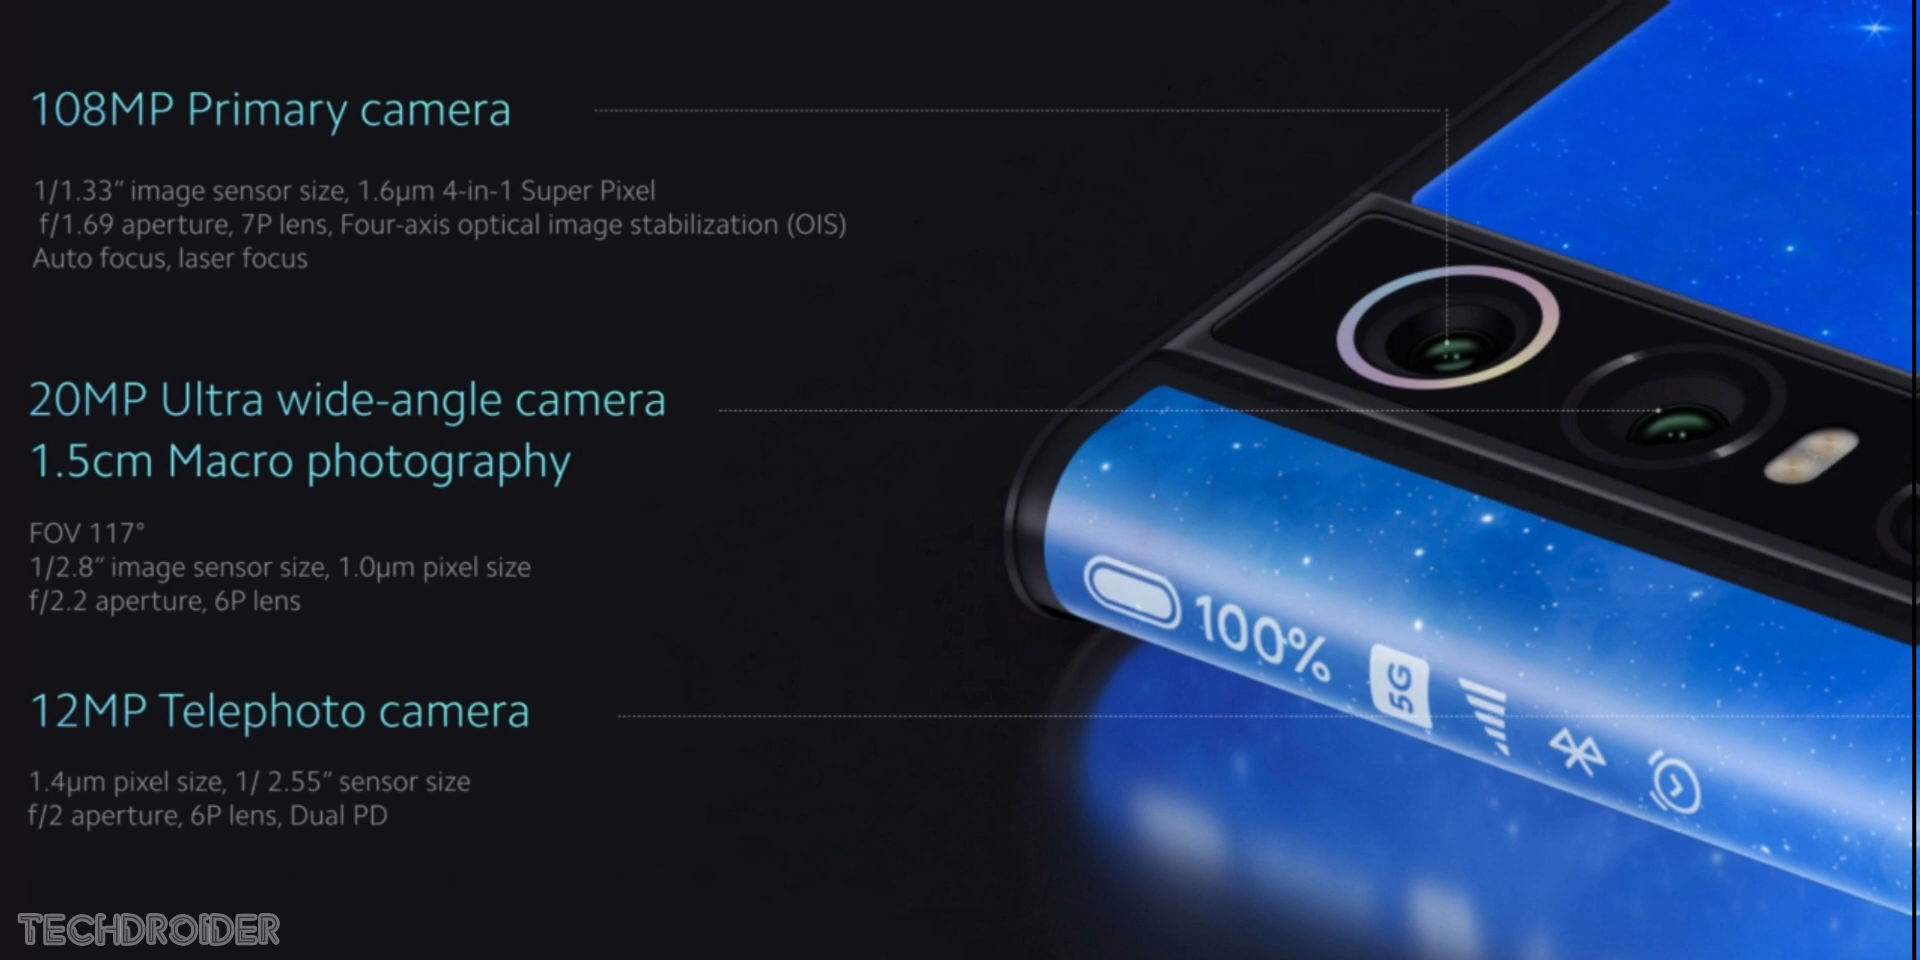 108MP Primary camera
1/1.33" image sensor size, 1.6μm 4-in-1 Super Pixel
f/1.69 aperture, 7P lens, Four-axis optical image stabilization (OIS)
Auto focus, laser focus
20MP Ultra wide-angle camera
1.5cm Macro photography
FOV 117°
1/2.8" image sensor size, 1.0μm pixel size
f/2.2 aperture, 6P lens
12MP Telephoto camera
1.4μm pixel size, 1/ 2.55" sensor size
f/2 aperture, 6P lens, Dual PD
100% 5G
TECHDROIDER